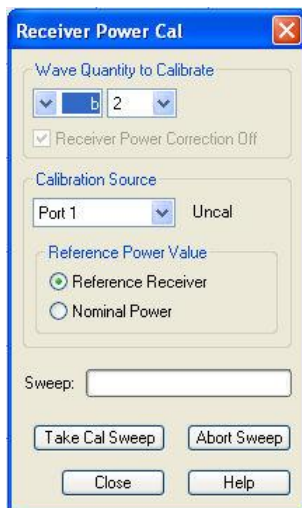 Receiver Power Cal
Wave Quantity to Calibrate
b 2
Receiver Power Correction Off
Calibration Source
Port 1 Uncal
Reference Power Value
Reference Receiver
Nominal Power
Sweep:
Take Cal Sweep Abort Sweep
Close Help